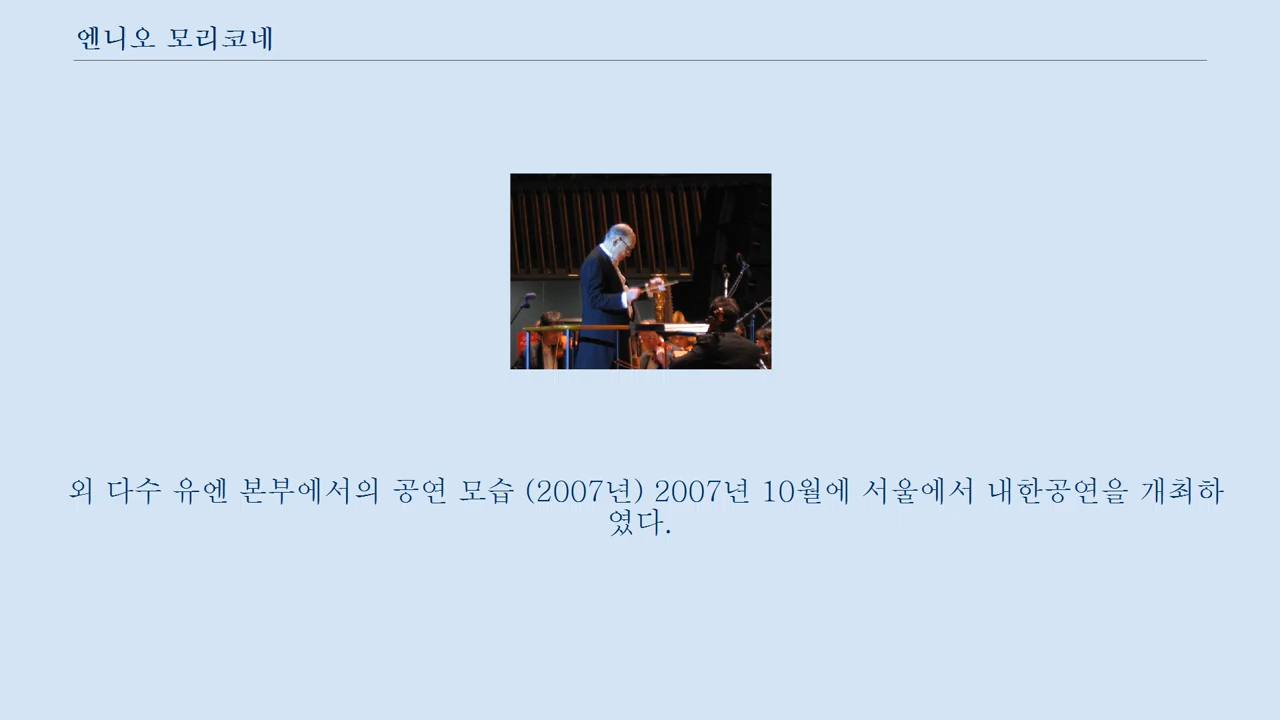 엔니오 모리코네
외 다수 유엔 본부에서의 공연 모습 (2007년) 2007년 10월에 서울에서 내한공연을 개최하
였다.